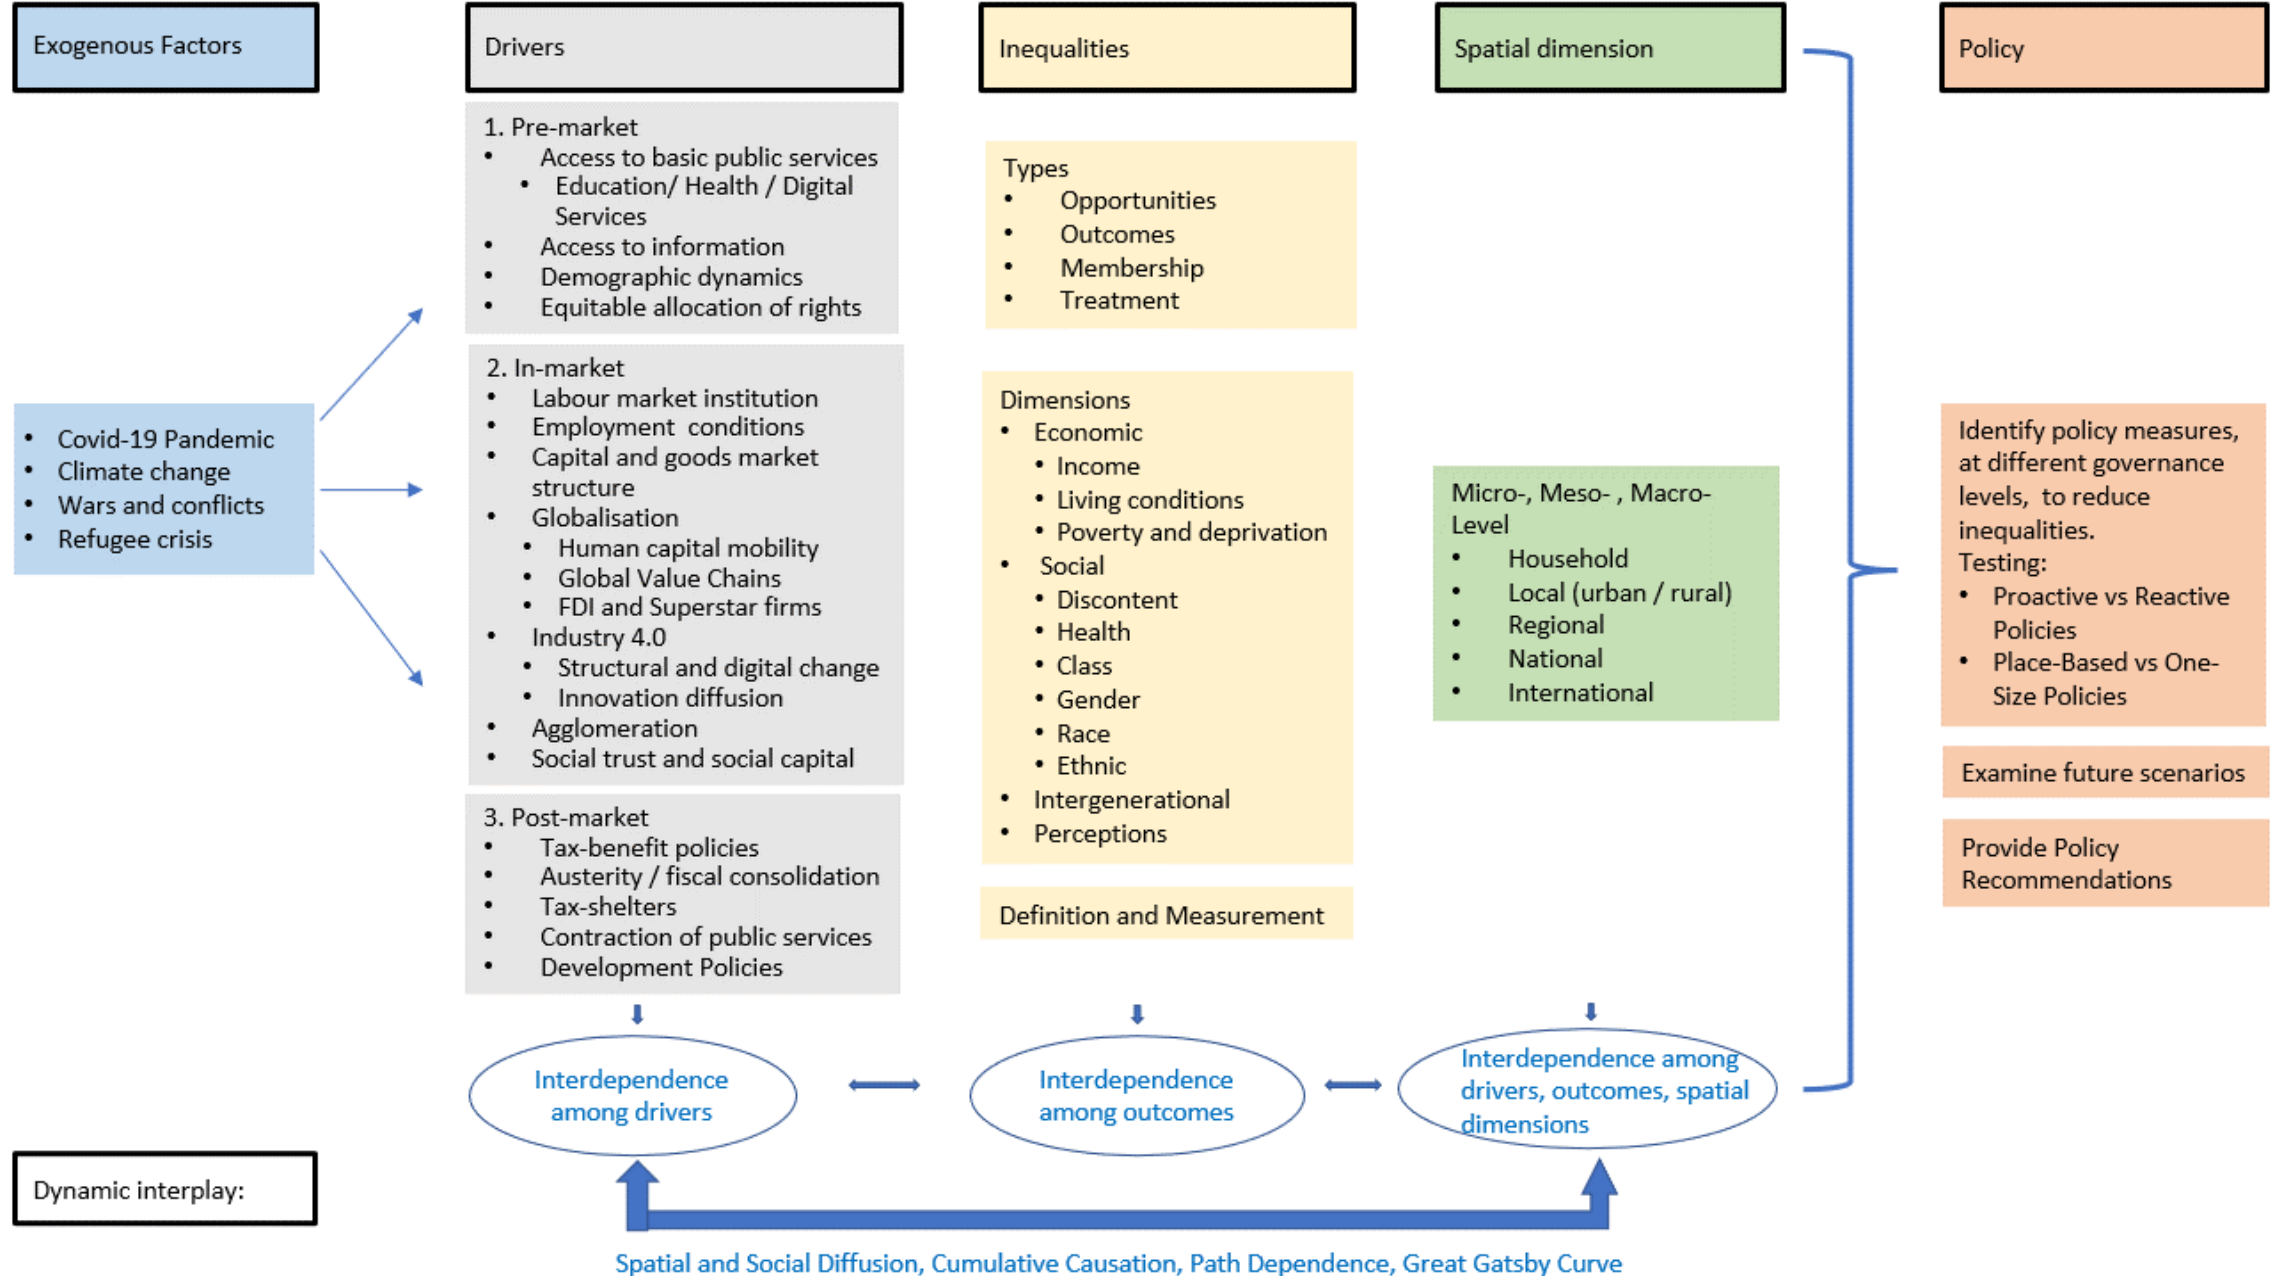 Exogenous Factors
Drivers
Inequalities
Spatial dimension
Policy
• Covid-19 Pandemic
• Climate change
• Wars and conflicts
• Refugee crisis
1. Pre-market
• Access to basic public services
• Education/ Health / Digital
Services
• Access to information
• Demographic dynamics
• Equitable allocation of rights
2. In-market
• Labour market institution
• Employment conditions
• Capital and goods market
structure
• Globalisation
• Human capital mobility
• Global Value Chains
• FDI and Superstar firms
• Industry 4.0
• Structural and digital change
• Innovation diffusion
• Agglomeration
• Social trust and social capital
3. Post-market
• Tax-benefit policies
• Austerity / fiscal consolidation
• Tax-shelters
• Contraction of public services
• Development Policies
Types
• Opportunities
• Outcomes
• Membership
• Treatment
Dimensions
• Economic
• Income
• Living conditions
• Poverty and deprivation
• Social
• Discontent
• Health
• Class
• Gender
• Race
• Ethnic
• Intergenerational
• Perceptions
Definition and Measurement
Micro-, Meso- , Macro-
Level
• Household
• Local (urban / rural)
• Regional
• National
• International
Identify policy measures,
at different governance
levels, to reduce
inequalities.
Testing:
• Proactive vs Reactive
Policies
• Place-Based vs One-
Size Policies
Examine future scenarios
Provide Policy
Recommendations
Interdependence
among drivers
Interdependence
among outcomes
Interdependence among
drivers, outcomes, spatial
dimensions
Dynamic interplay:
Spatial and Social Diffusion, Cumulative Causation, Path Dependence, Great Gatsby Curve